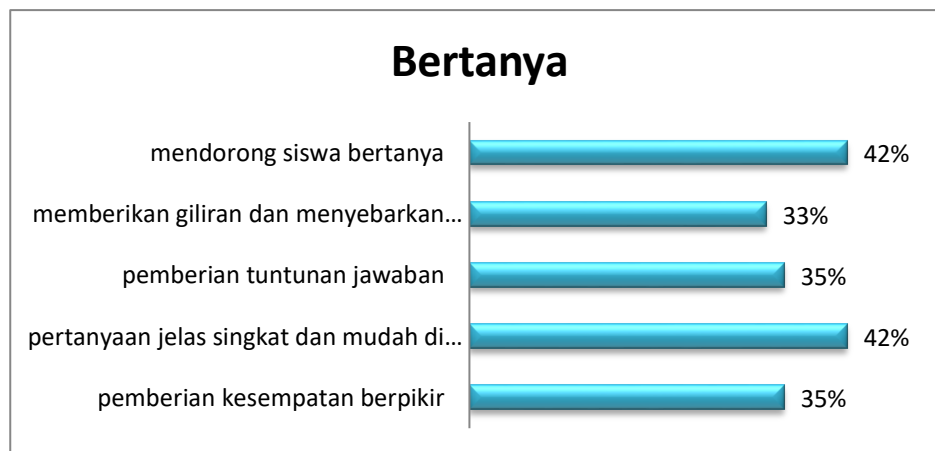 Bertanya
mendorong siswa bertanya 42%
memberikan giliran dan menyebarkan... 33%
pemberian tuntunan jawaban 35%
pertanyaan jelas singkat dan mudah di... 42%
pemberian kesempatan berpikir 35%